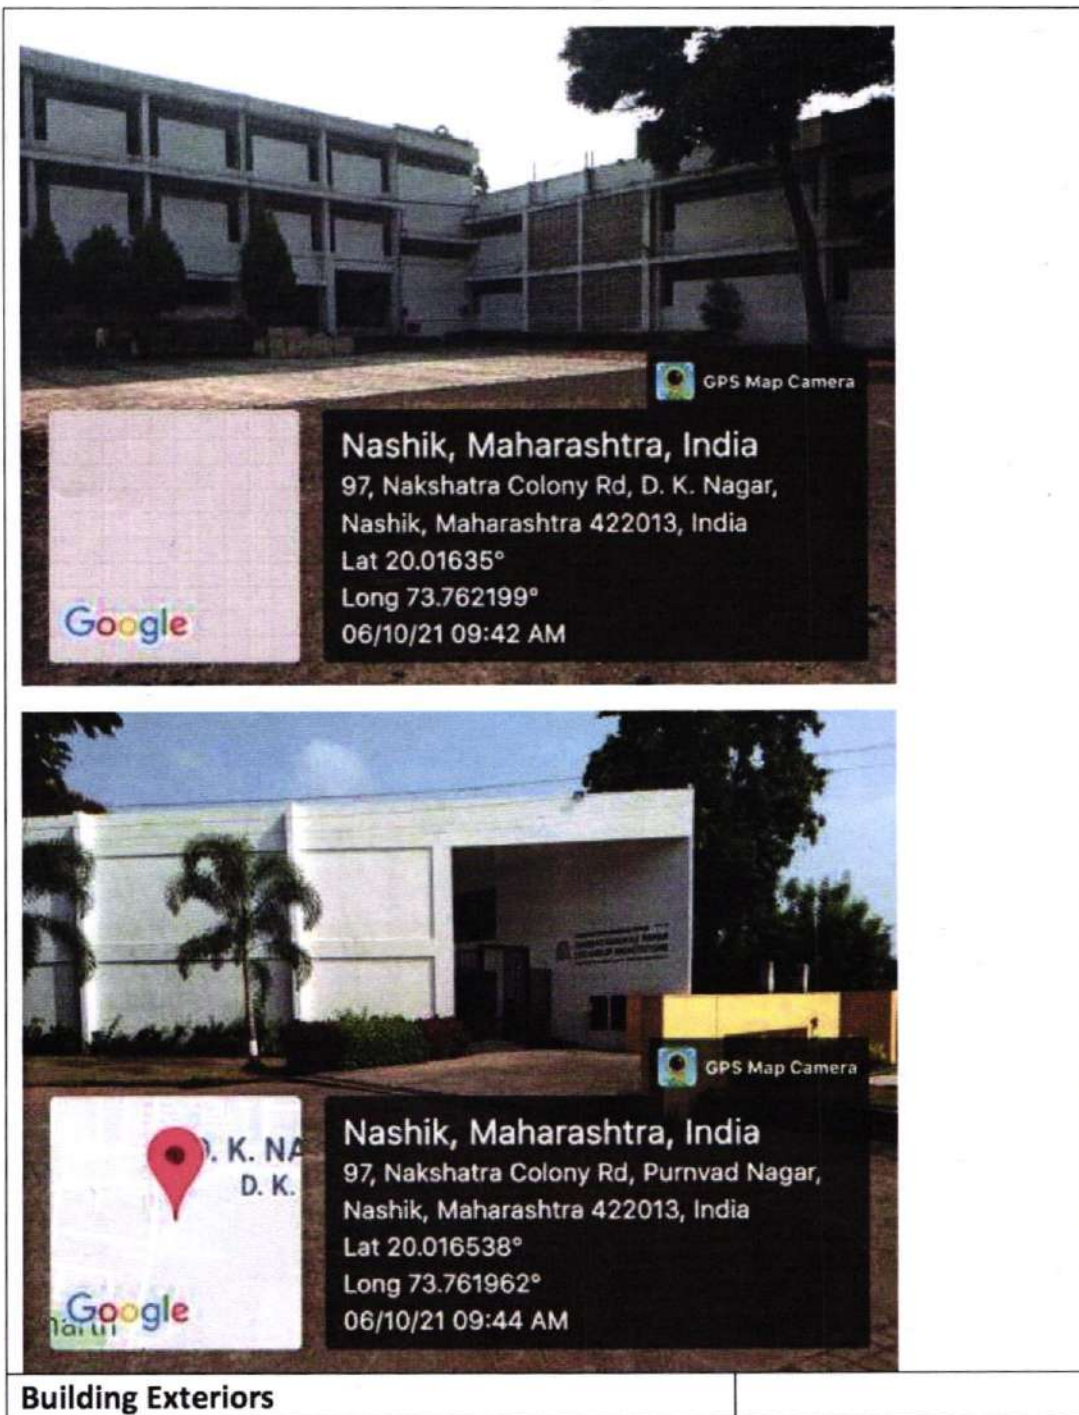 GPS Map Camera
Nashik, Maharashtra, India
97, Nakshatra Colony Rd, D. K. Nagar,
Nashik, Maharashtra 422013, India
Lat 20.01635°
Long 73.762199°
06/10/21 09:42 AM
Google
GPS Map Camera
. K. NA
D. K.
Google
Nashik, Maharashtra, India
97, Nakshatra Colony Rd, Purnvad Nagar,
Nashik, Maharashtra 422013, India
Lat 20.016538°
Long 73.761962°
06/10/21 09:44 AM
Building Exteriors